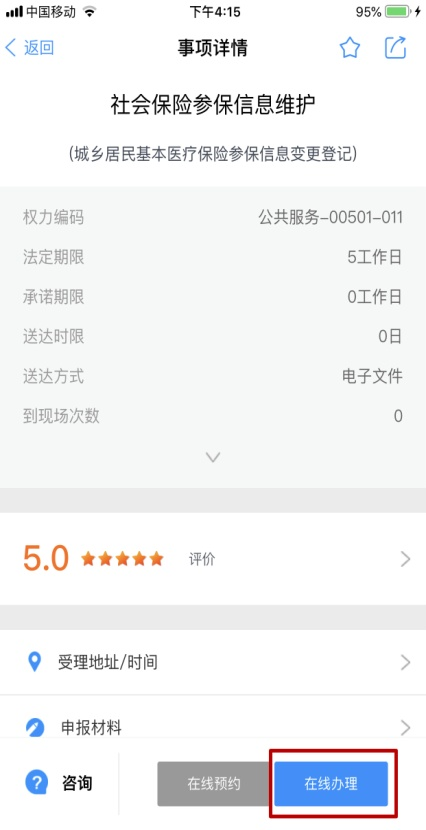 中国移动 下午4:15 95%
返回 事项详情
社会保险参保信息维护
(城乡居民基本医疗保险参保信息变更登记)
权力编码 公共服务-00501-011
法定期限 5工作日
承诺期限 0工作日
送达时限 0日
送达方式 电子文件
到现场次数 0
5.0 评价
受理地址/时间
申报材料
? 咨询 在线预约 在线办理